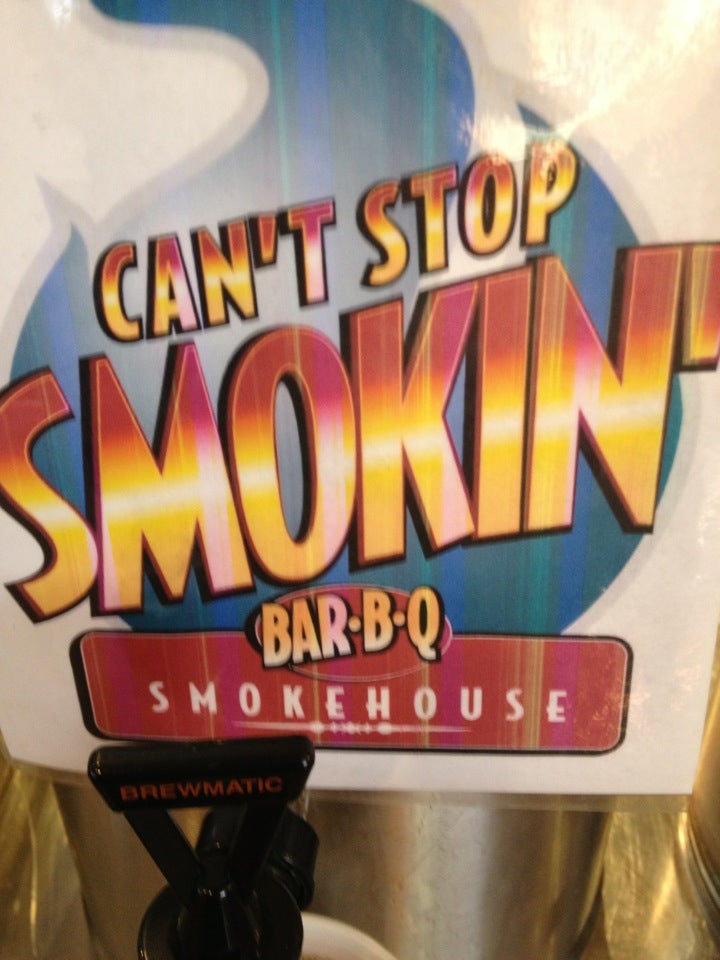 CAN'T STOP
SMOKIN'
BAR·B·Q
SMOKEHOUSE
BREWMATIC